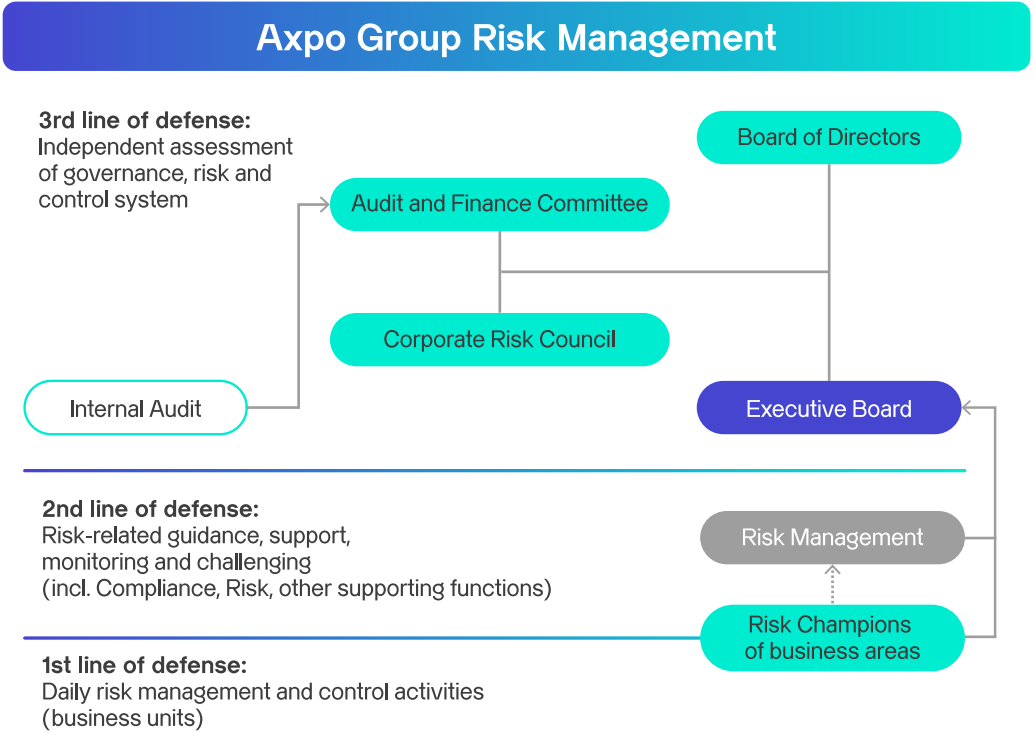 Axpo Group Risk Management
3rd line of defense:
Independent assessment
of governance, risk and
control system
Board of Directors
Audit and Finance Committee
Corporate Risk Council
Internal Audit
Executive Board
2nd line of defense:
Risk-related guidance, support,
monitoring and challenging
(incl. Compliance, Risk, other supporting functions)
Risk Management
Risk Champions
of business areas
1st line of defense:
Daily risk management and control activities
(business units)